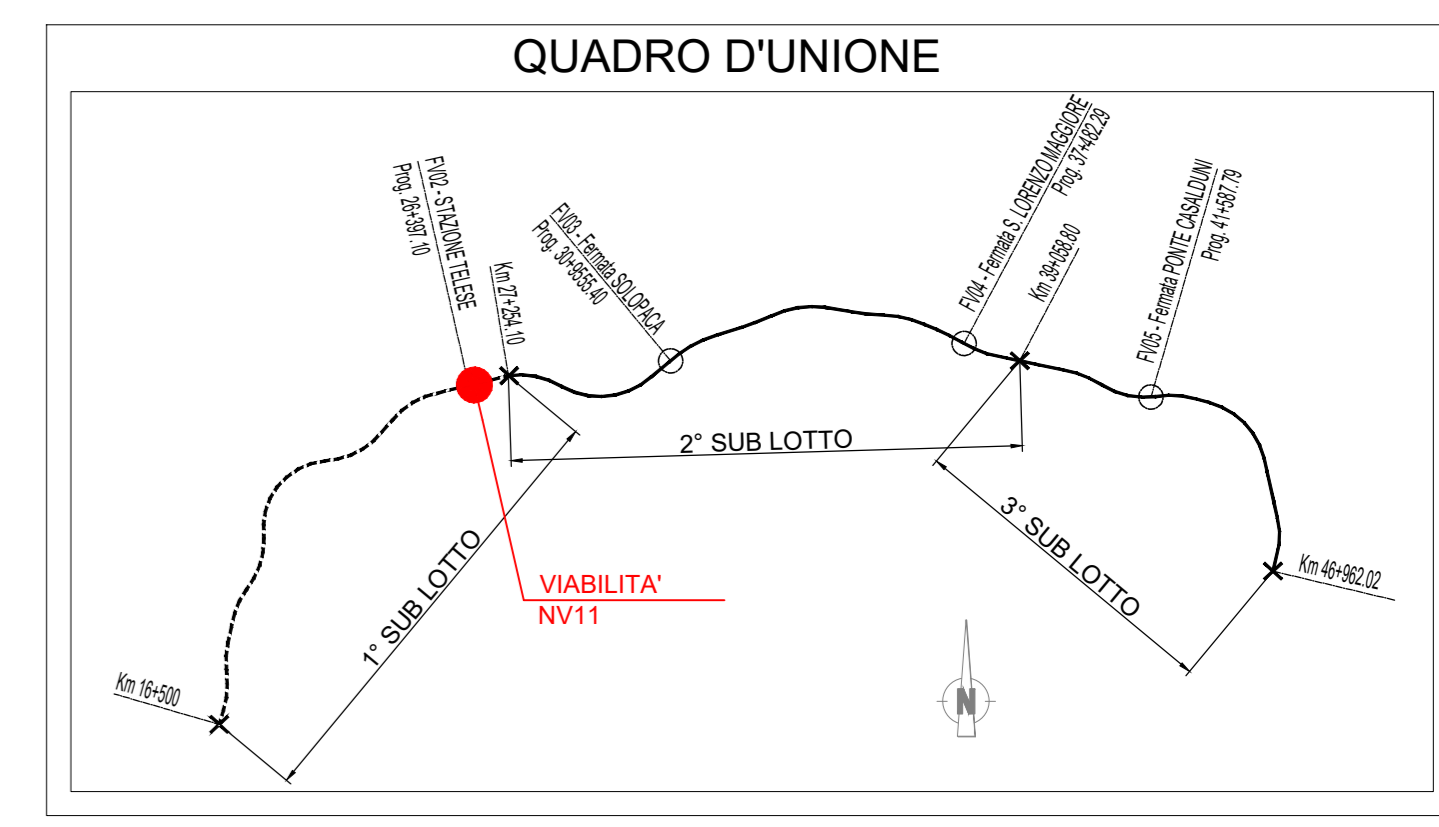 QUADRO D'UNIONE
FV02 - STAZIONE TELESE
Prog. 26+397.10
Km 27+254.10
FV03 - Fermata SOLOPACA
Prog. 30+9555.40
FV04 - Fermata S. LORENZO MAGGIORE
Prog. 37+482.29
Km 39+058.80
FV05 - Fermata PONTE CASALDUNI
Prog. 41+587.79
2° SUB LOTTO
1° SUB LOTTO
3° SUB LOTTO
VIABILITA'
NV11
Km 46+962.02
Km 16+500
N